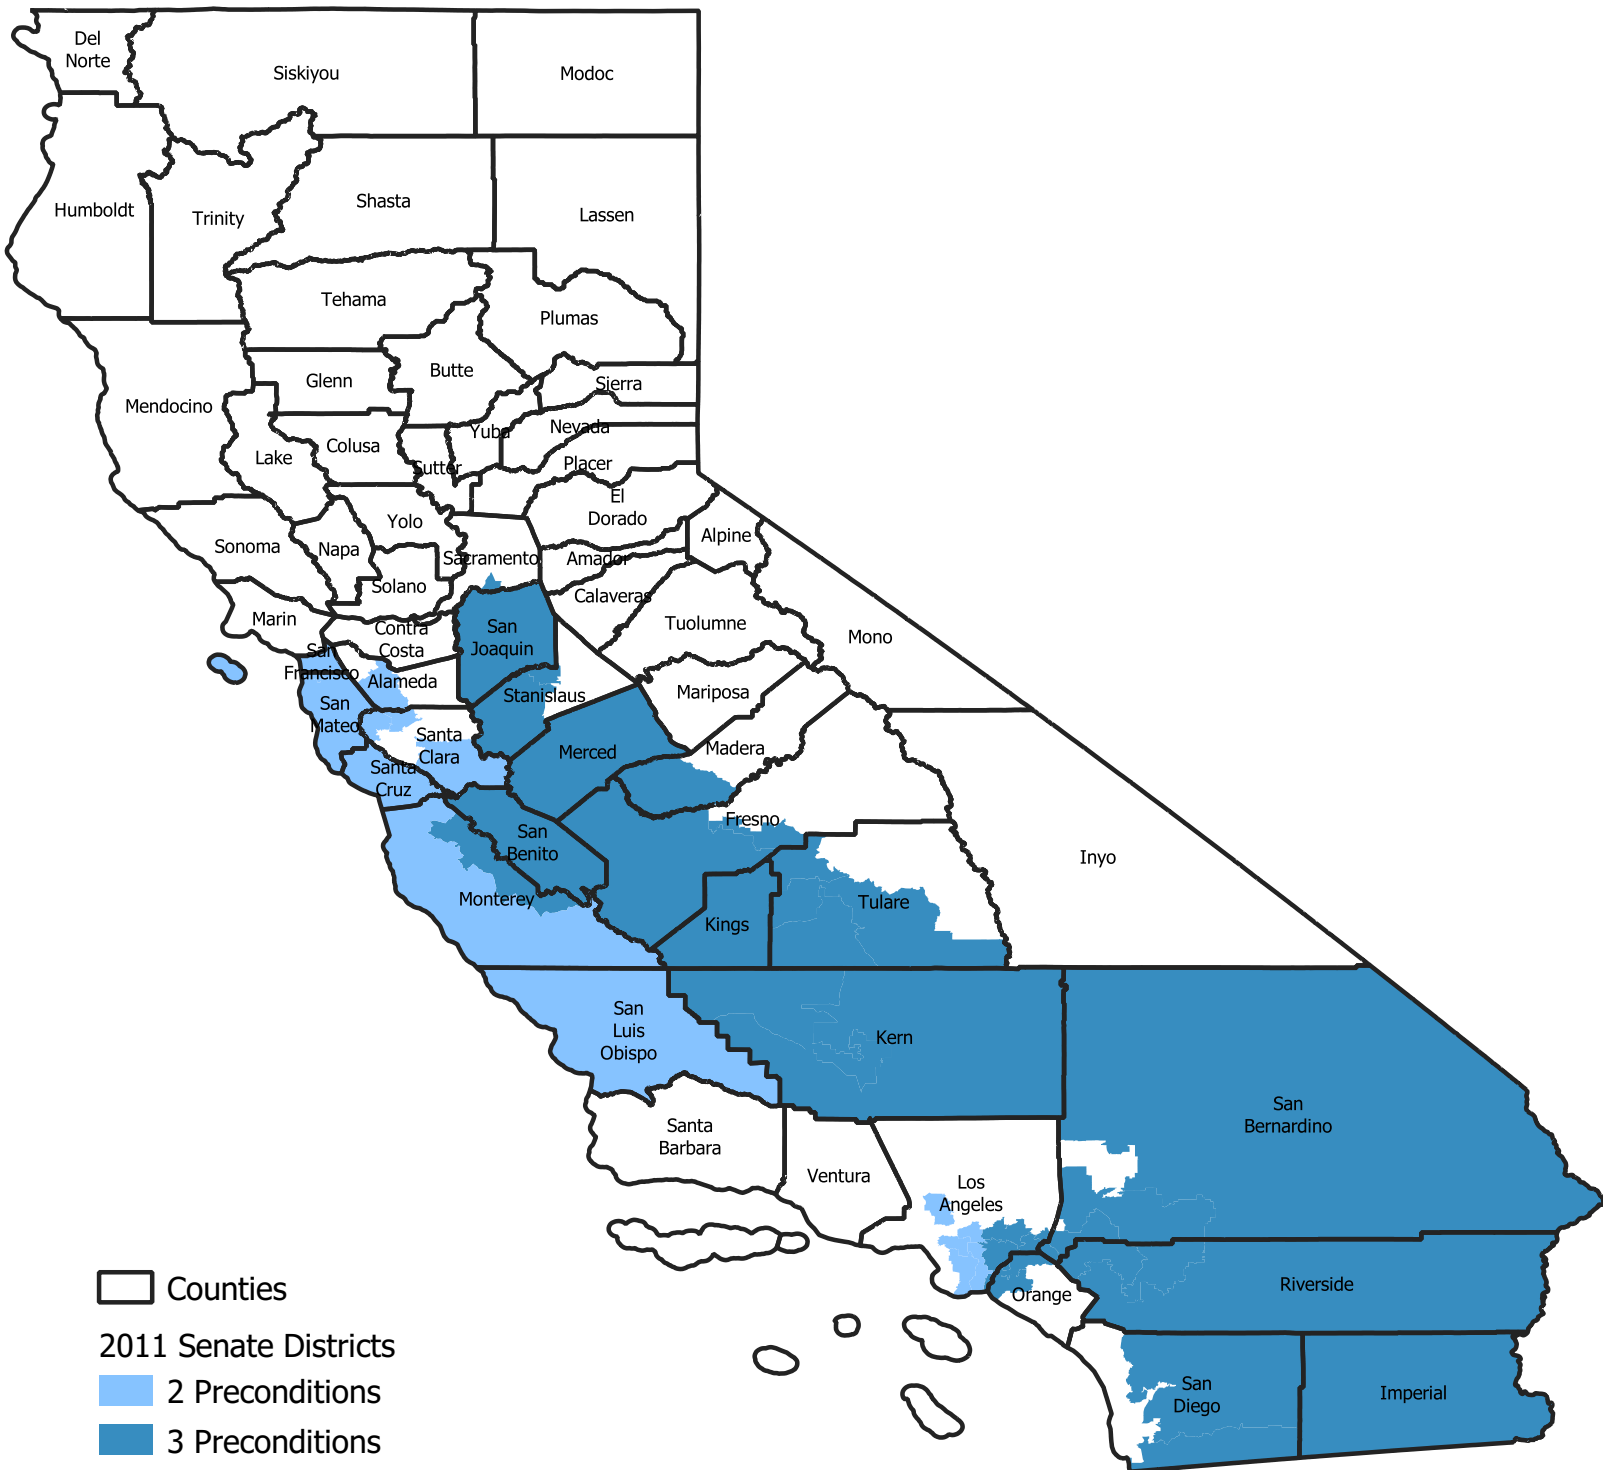 Del
Norte
Siskiyou
Modoc
Humboldt
Trinity
Shasta
Lassen
Tehama
Plumas
Butte
Glenn
Sierra
Mendocino
Nevada
Yuba
Colusa
Lake
Sutter
Placer
El
Dorado
Yolo
Alpine
Sonoma
Napa
Sacramento
Amador
Solano
Calaveras
Marin
Contra
Costa
San
Joaquin
Tuolumne
Mono
San
Francisco
Alameda
Stanislaus
Mariposa
San
Mateo
Santa
Clara
Merced
Madera
Santa
Cruz
Fresno
San
Benito
Inyo
Monterey
Tulare
Kings
San
Luis
Obispo
Kern
San
Bernardino
Santa
Barbara
Ventura
Los
Angeles
Orange
Riverside
San
Diego
Imperial
Counties
2011 Senate Districts
2 Preconditions
3 Preconditions